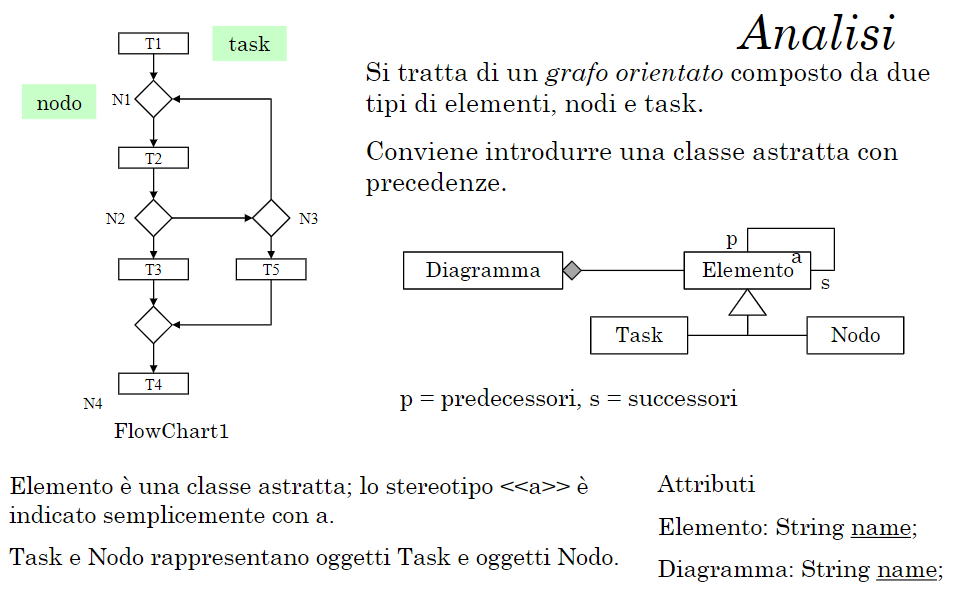 Analisi
T1
task
nodo
N1
T2
N2
N3
T3
T5
T4
N4
FlowChart1
Si tratta di un grafo orientato composto da due
tipi di elementi, nodi e task.
Conviene introdurre una classe astratta con
precedenze.
p
a
Diagramma
Elemento
s
Task
Nodo
p = predecessori, s = successori
Elemento è una classe astratta; lo stereotipo <<a>> è
indicato semplicemente con a.
Task e Nodo rappresentano oggetti Task e oggetti Nodo.
Attributi
Elemento: String name;
Diagramma: String name;